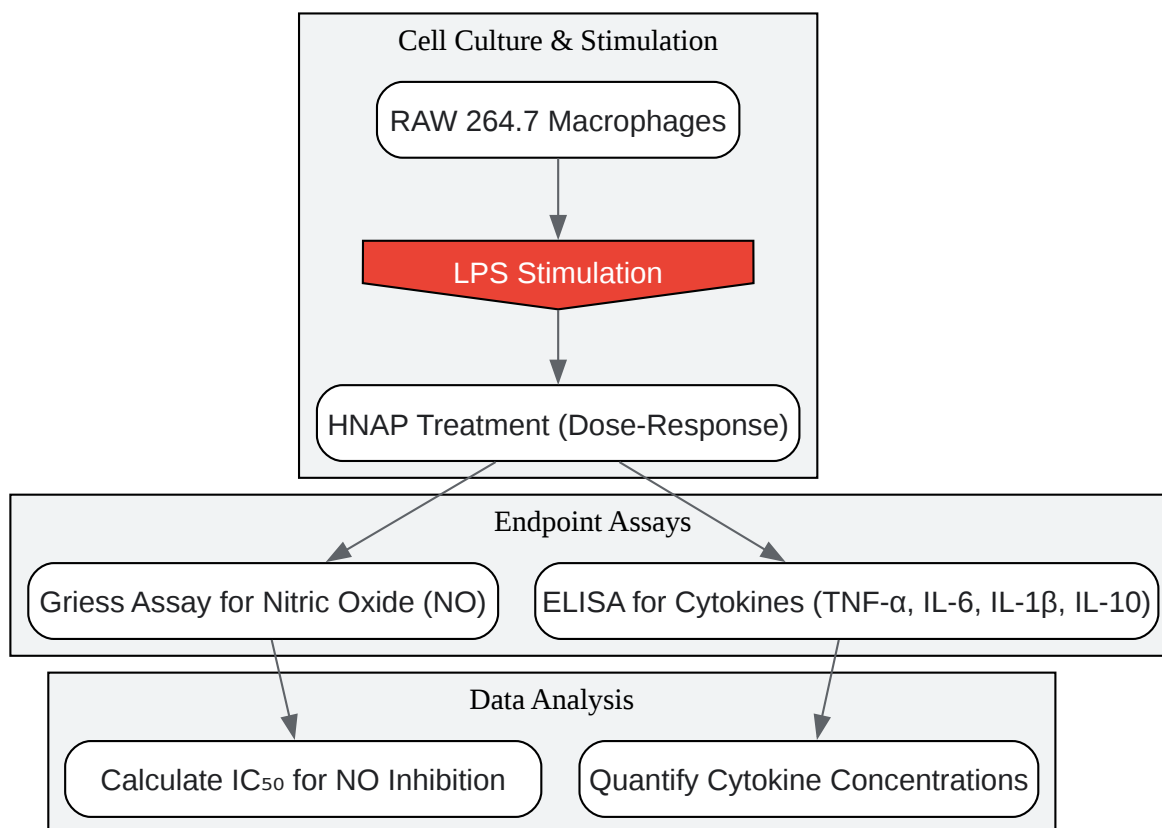 Cell Culture & Stimulation
RAW 264.7 Macrophages
LPS Stimulation
HNAP Treatment (Dose-Response)
Endpoint Assays
Griess Assay for Nitric Oxide (NO)
ELISA for Cytokines (TNF-α, IL-6, IL-1β, IL-10)
Data Analysis
Calculate IC₅₀ for NO Inhibition
Quantify Cytokine Concentrations